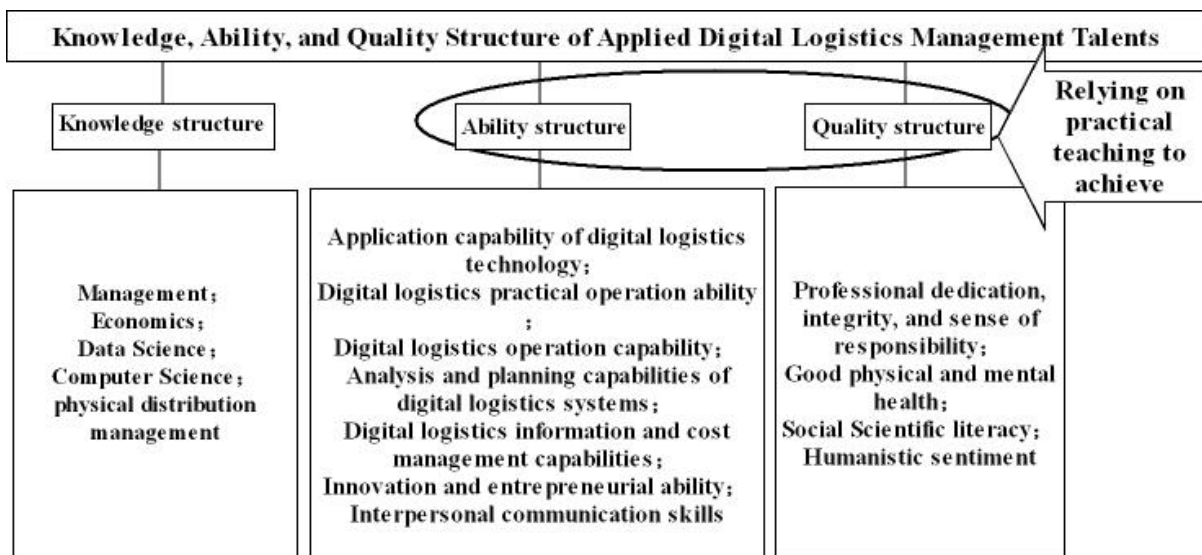 Knowledge, Ability, and Quality Structure of Applied Digital Logistics Management Talents
Knowledge structure
Ability structure
Quality structure
Relying on
practical
teaching to
achieve
Management；
Economics；
Data Science；
Computer Science；
physical distribution
management
Application capability of digital logistics
technology；
Digital logistics practical operation ability
；
Digital logistics operation capability；
Analysis and planning capabilities of
digital logistics systems；
Digital logistics information and cost
management capabilities；
Innovation and entrepreneurial ability；
Interpersonal communication skills
Professional dedication,
integrity, and sense of
responsibility；
Good physical and mental
health；
Social Scientific literacy；
Humanistic sentiment